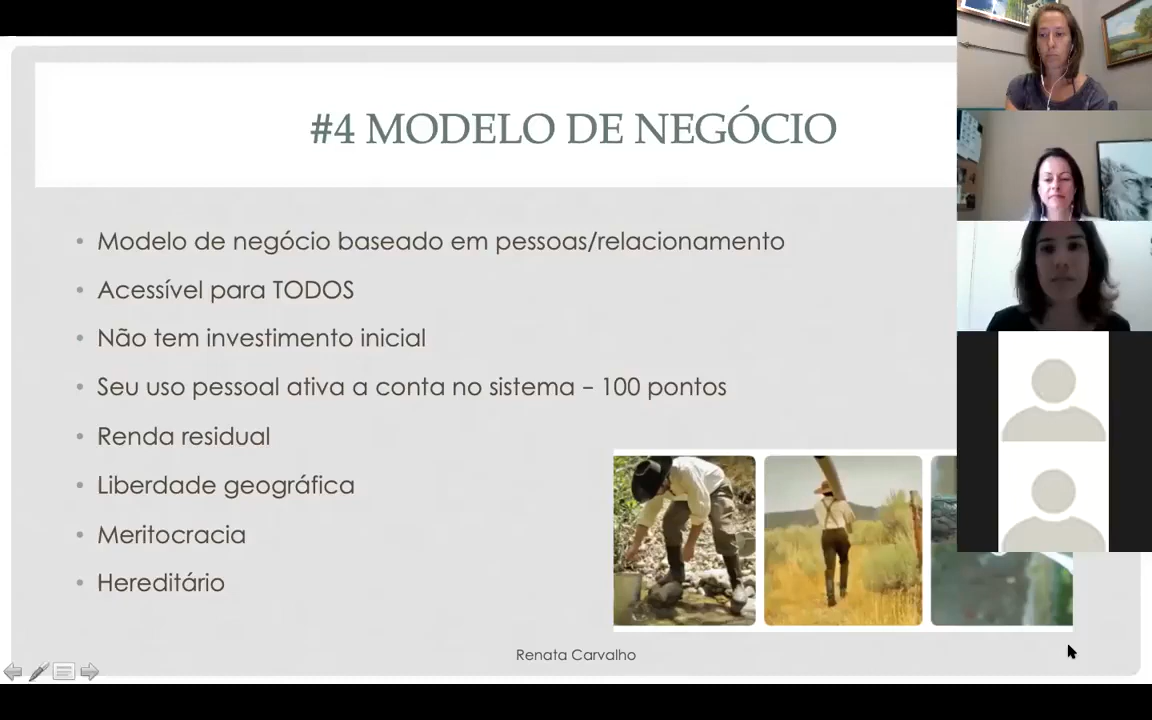 #4 MODELO DE NEGÓCIO
• Modelo de negócio baseado em pessoas/relacionamento
• Acessível para TODOS
• Não tem investimento inicial
• Seu uso pessoal ativa a conta no sistema – 100 pontos
• Renda residual
• Liberdade geográfica
• Meritocracia
• Hereditário
Renata Carvalho